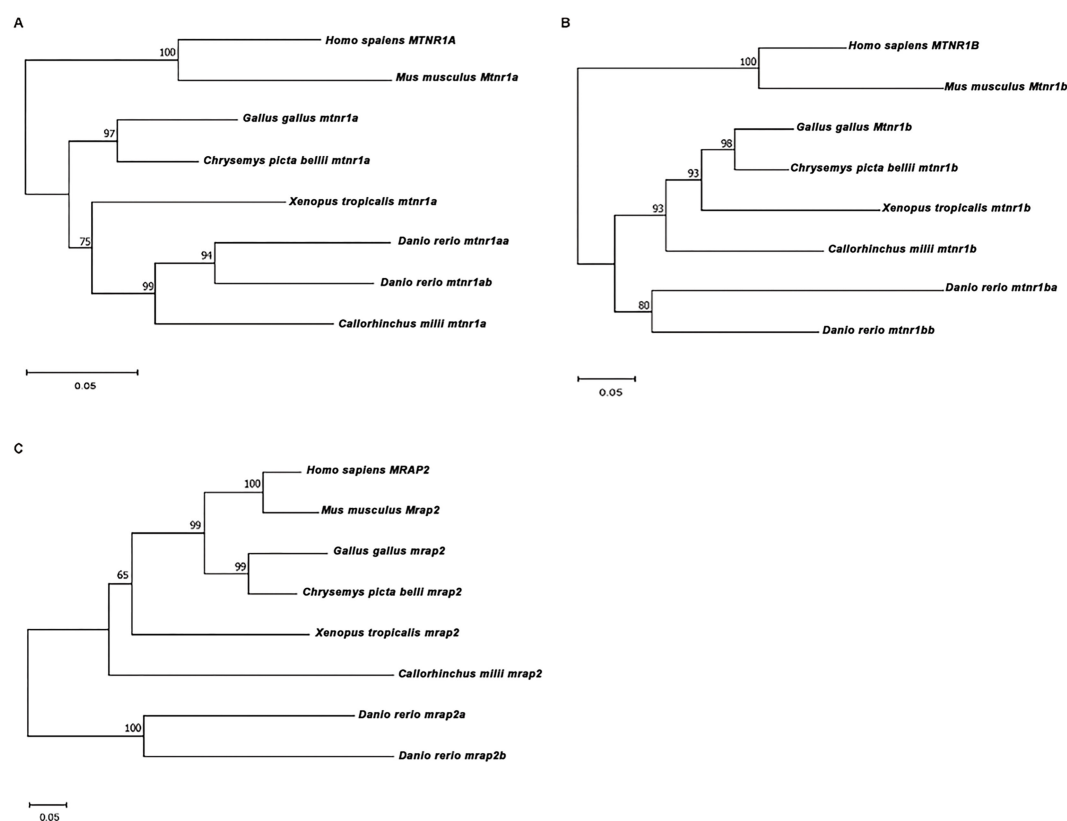 A
Homo spaiens MTNR1A
100
Mus musculus Mtnr1a
Gallus gallus mtnr1a
97
Chrysemys picta bellii mtnr1a
Xenopus tropicalis mtnr1a
75
Danio rerio mtnr1aa
94
Danio rerio mtnr1ab
99
Callorhinchus milii mtnr1a
0.05
B
Homo sapiens MTNR1B
100
Mus musculus Mtnr1b
Gallus gallus Mtnr1b
98
Chrysemys picta bellii mtnr1b
93
Xenopus tropicalis mtnr1b
93
Callorhinchus milii mtnr1b
Danio rerio mtnr1ba
80
Danio rerio mtnr1bb
0.05
C
Homo sapiens MRAP2
100
Mus musculus Mrap2
99
Gallus gallus mrap2
99
Chrysemys picta belli mrap2
65
Xenopus tropicalis mrap2
Callorhinchus milii mrap2
Danio rerio mrap2a
100
Danio rerio mrap2b
0.05